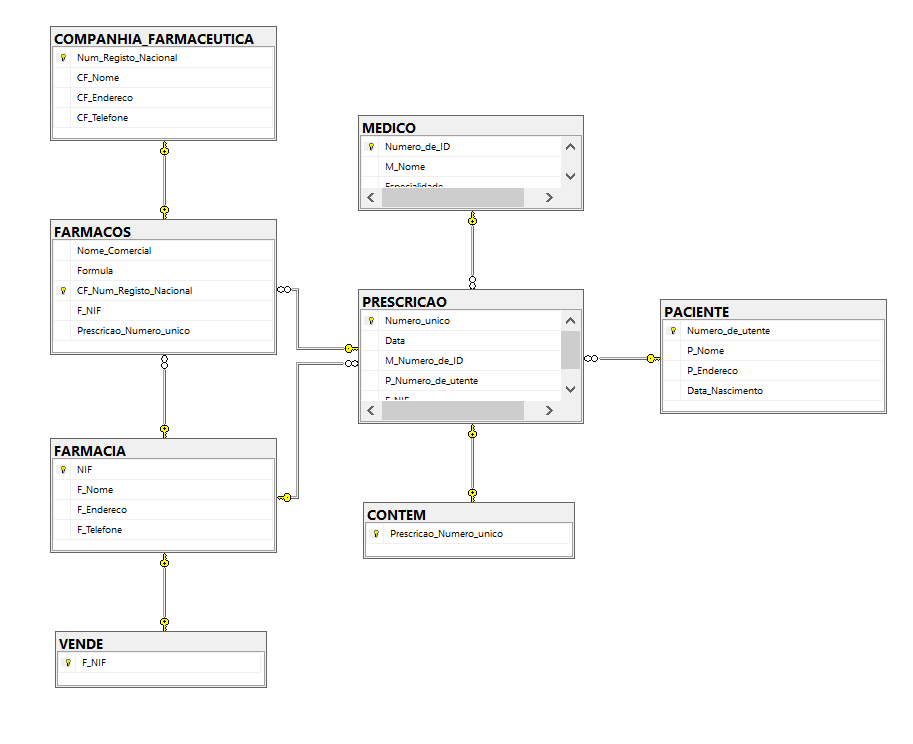 COMPANHIA_FARMACEUTICA
Num_Registo_Nacional
CF_Nome
CF_Endereco
CF_Telefone
MEDICO
Numero_de_ID
M_Nome
Especialidade
FARMACOS
Nome_Comercial
Formula
CF_Num_Registo_Nacional
F_NIF
Prescricao_Numero_unico
PRESCRICAO
Numero_unico
Data
M_Numero_de_ID
P_Numero_de_utente
F_NIF
PACIENTE
Numero_de_utente
P_Nome
P_Endereco
Data_Nascimento
FARMACIA
NIF
F_Nome
F_Endereco
F_Telefone
CONTEM
Prescricao_Numero_unico
VENDE
F_NIF